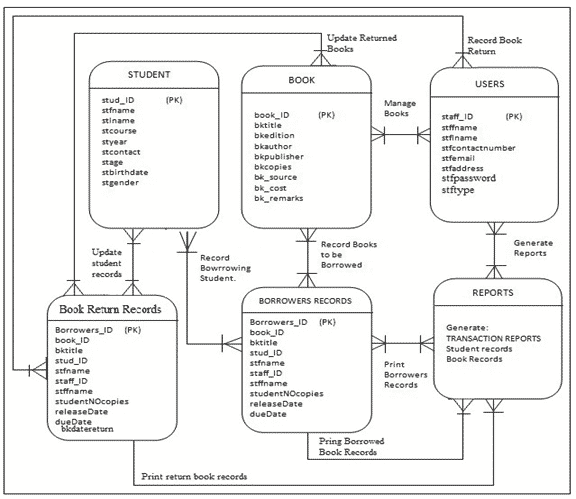 Update Returned
Books
Record Book
Return
STUDENT
stud_ID (PK)
stfname
stlname
stcourse
styear
stcontact
stage
stbirthdate
stgender
BOOK
book_ID (PK)
bktitle
bkedition
bkauthor
bkpublisher
bkcopies
bk_source
bk_cost
bk_remarks
Manage
Books
USERS
staff_ID (PK)
stffname
stflname
stfcontactnumber
stfemail
stfaddress
stfpassword
stftype
Update
student
records
Record
Bowrrowing
Student.
Record Books
to be
Borrowed
Generate
Reports
Book Return Records
Borrowers_ID (PK)
book_ID
bktitle
stud_ID
stfname
staff_ID
stffname
studentNOcopies
releaseDate
dueDate
bkdatereturn
BORROWERS RECORDS
Borrowers_ID (PK)
book_ID
bktitle
stud_ID
stfname
staff_ID
stffname
studentNOcopies
releaseDate
dueDate
Print
Borrowers
Records
REPORTS
Generate:
TRANSACTION REPORTS
Student records
Book Records
Pring Borrowed
Book Records
Print return book records